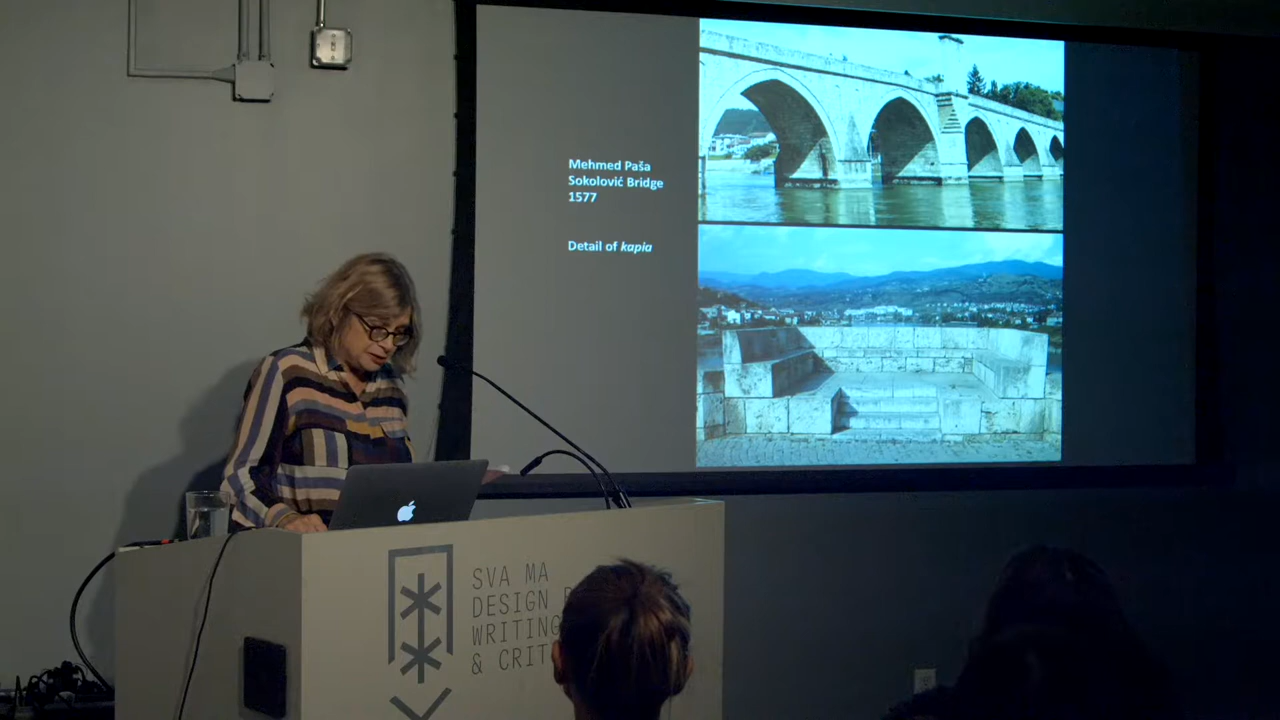 Mehmed Paša
Sokolović Bridge
1577
Detail of kapia
SVA MA
DESIGN
WRITING
& CRIT